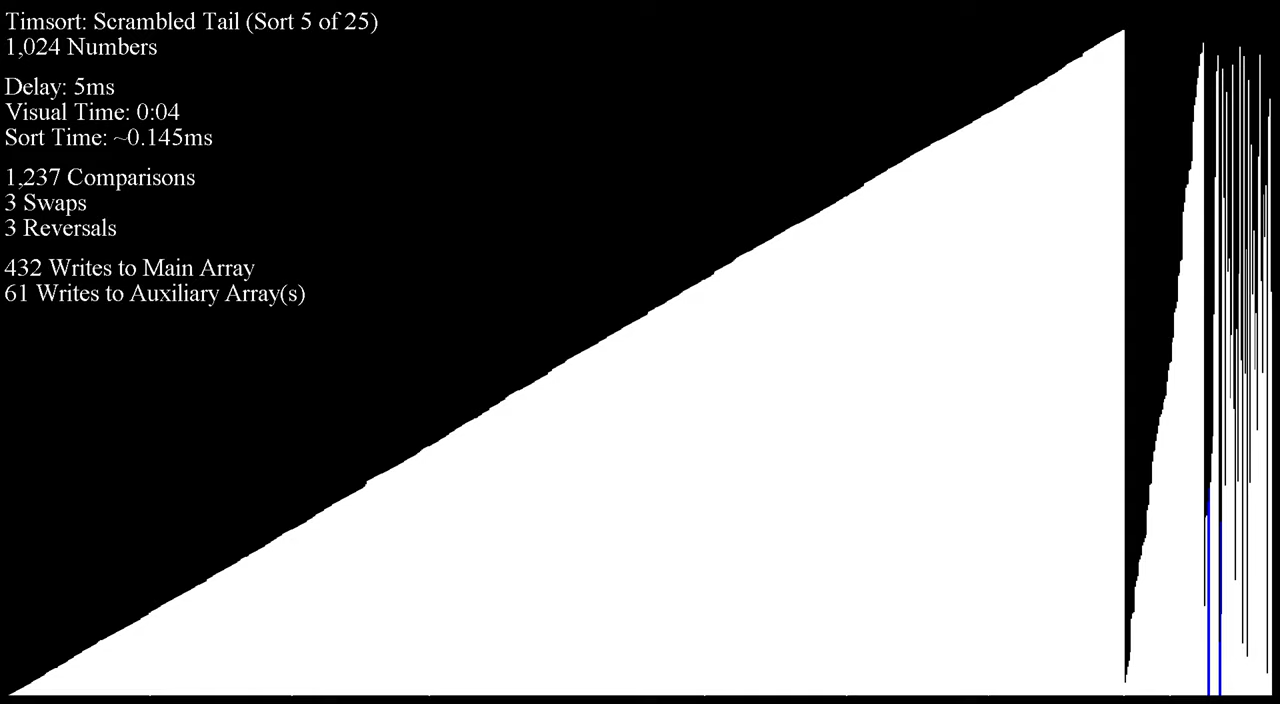 Timsort: Scrambled Tail (Sort 5 of 25)
1,024 Numbers
Delay: 5ms
Visual Time: 0:04
Sort Time: ~0.145ms
1,237 Comparisons
3 Swaps
3 Reversals
432 Writes to Main Array
61 Writes to Auxiliary Array(s)